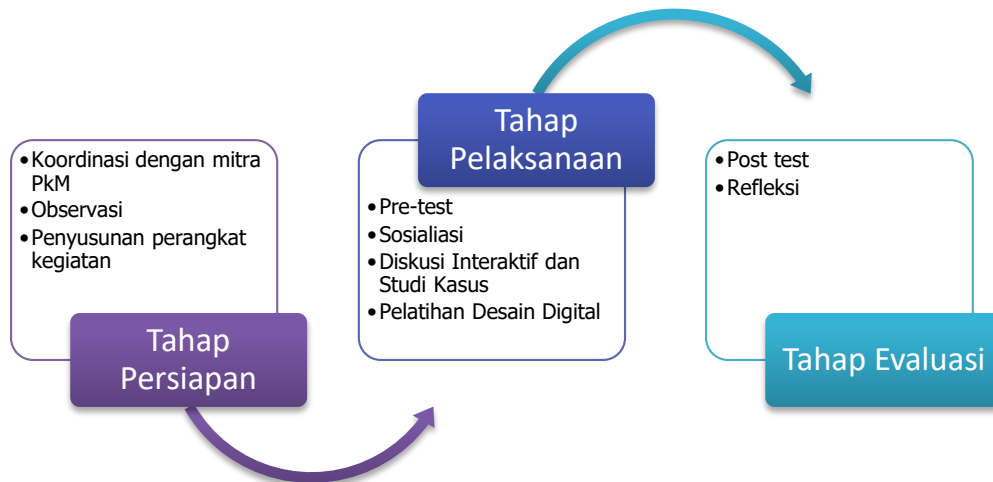 •Koordinasi dengan mitra
PkM
•Observasi
•Penyusunan perangkat
kegiatan
Tahap
Persiapan
Tahap
Pelaksanaan
•Pre-test
•Sosialiasi
•Diskusi Interaktif dan
Studi Kasus
•Pelatihan Desain Digital
•Post test
•Refleksi
Tahap Evaluasi